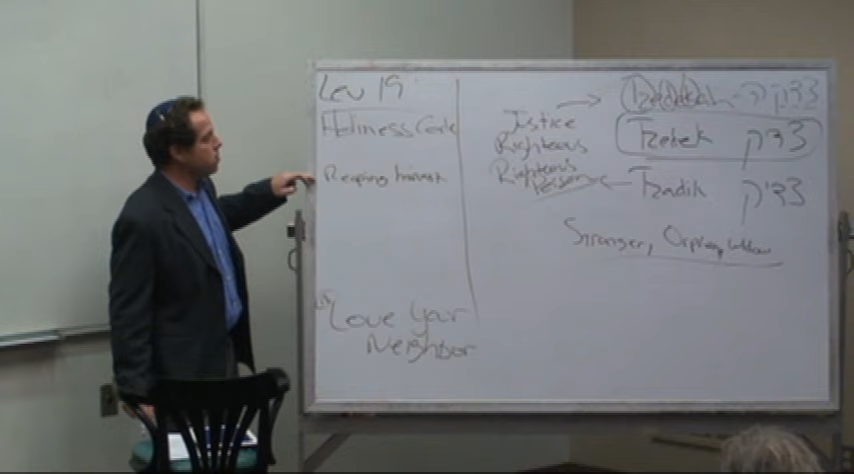 Lev 19
Holiness Code
Reaping harvest
Love Your
Neighbor
Tzedakah - צדקה
Justice
Righteous
Tzedek צדק
Righteous
Person
Tzadik צדיק
Stranger, Orphan, Widow